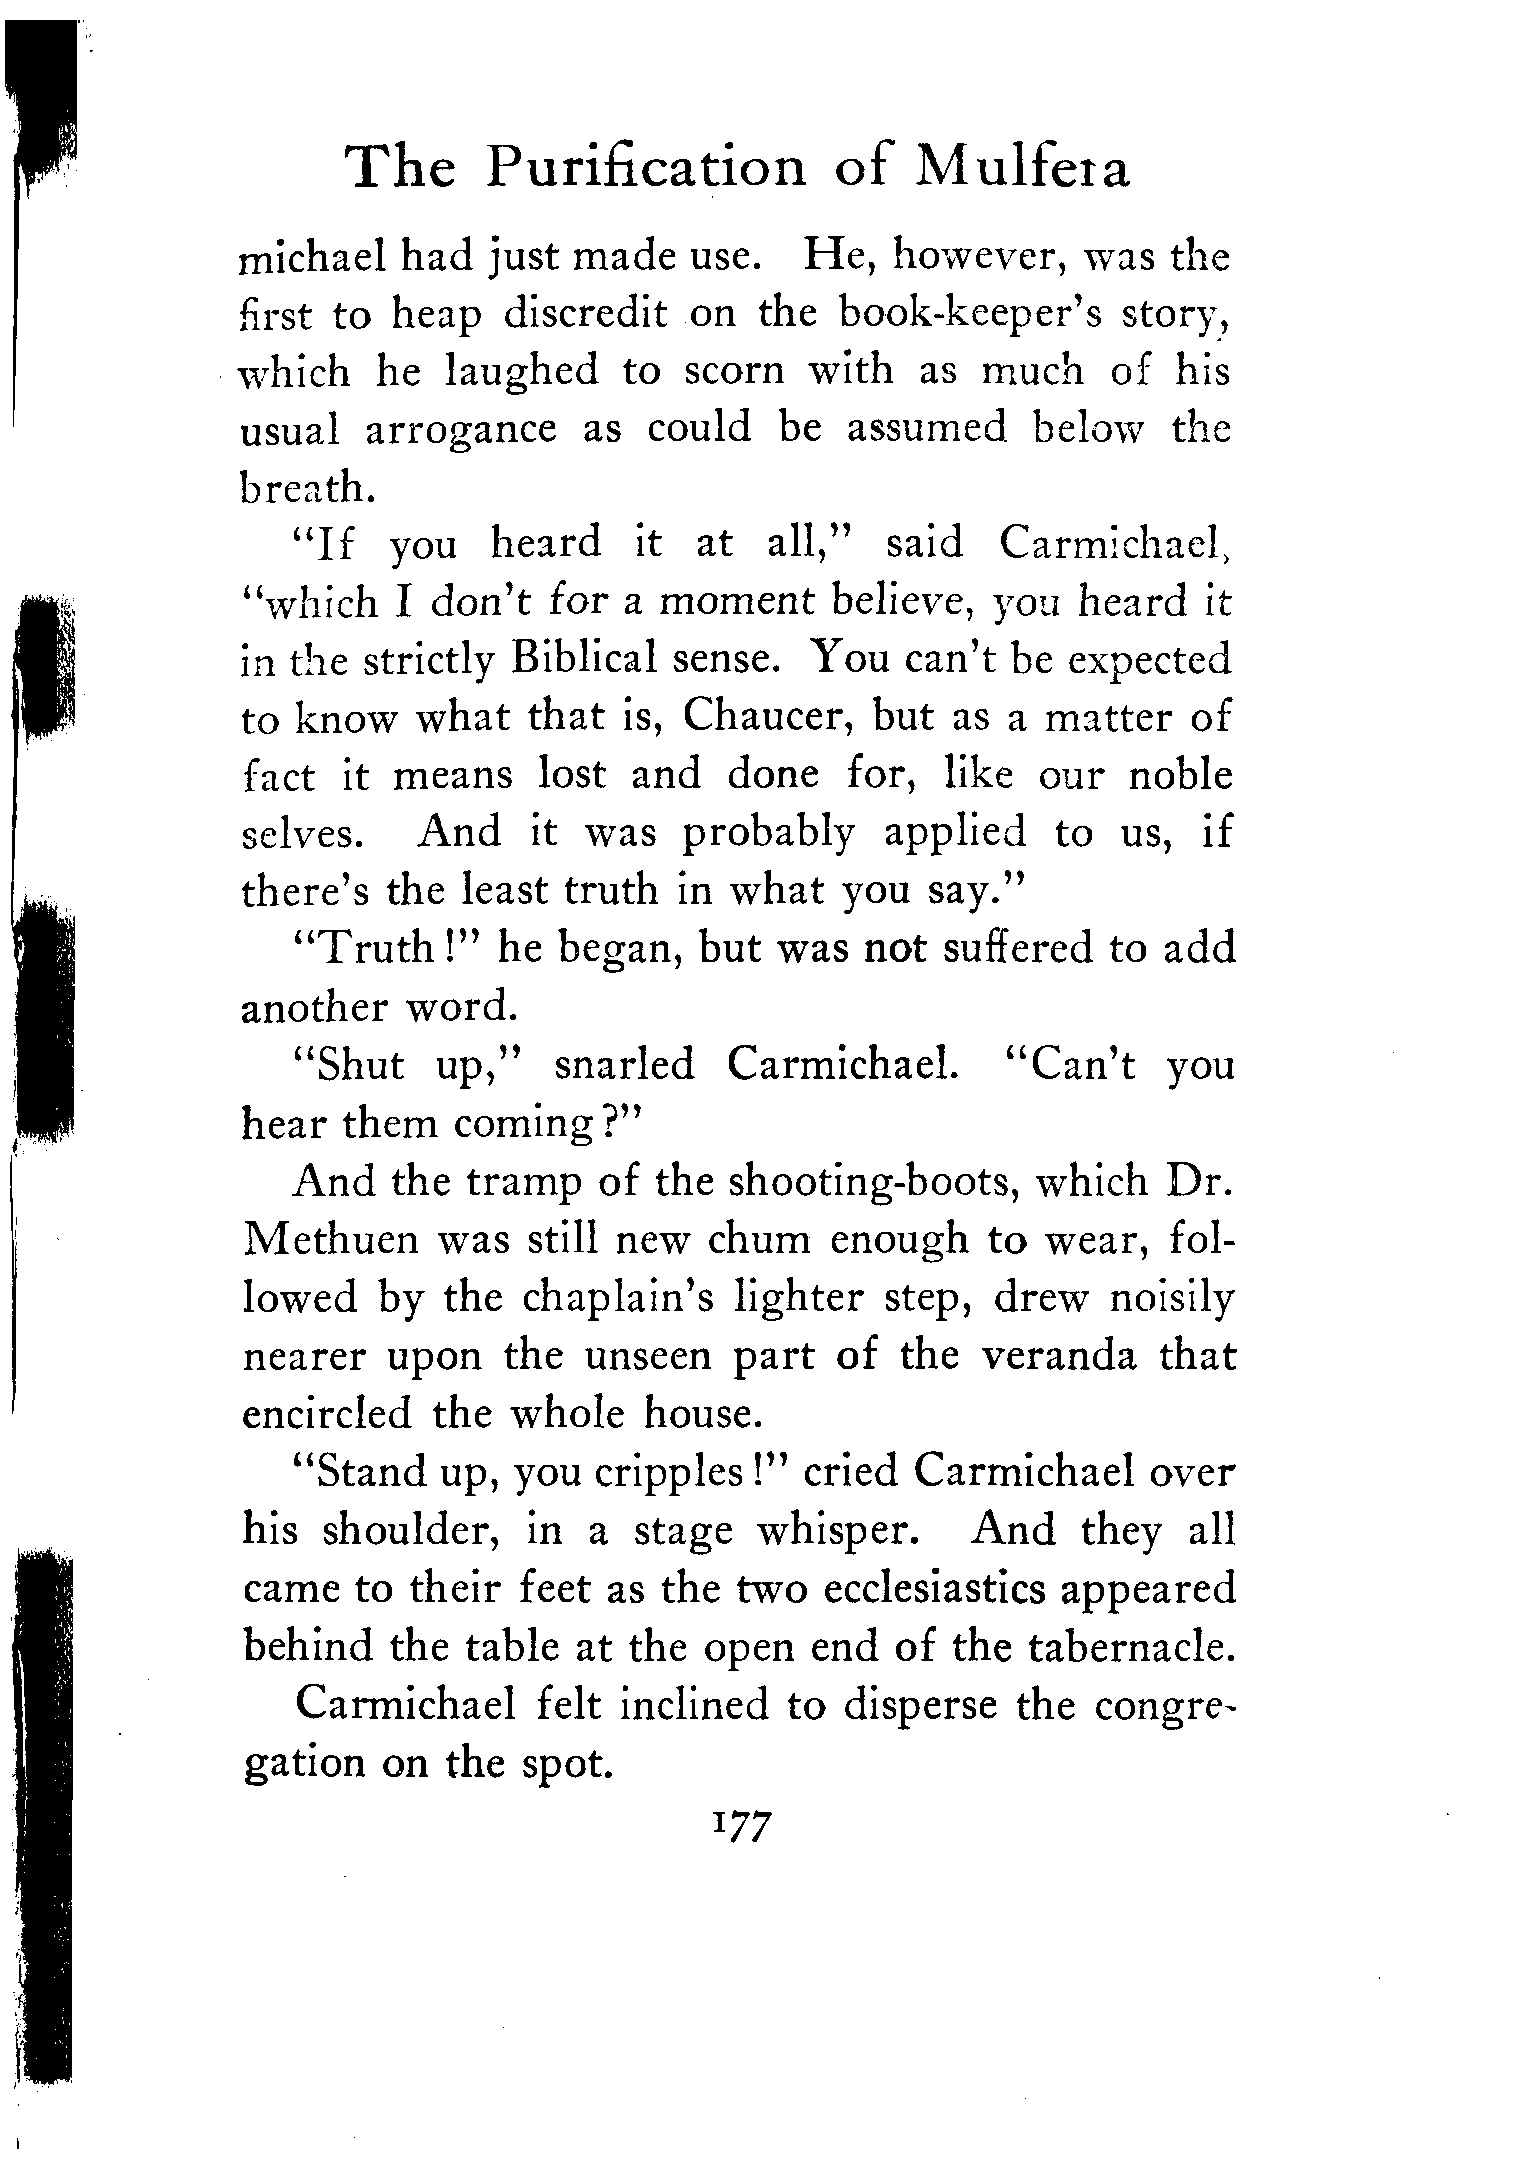 The Purification of Mulfera
michael had just made use. He, however, was the
first to heap discredit on the book-keeper's story,
which he laughed to scorn with as much of his
usual arrogance as could be assumed below the
breath.
"If you heard it at all," said Carmichael,
"which I don't for a moment believe, you heard it
in the strictly Biblical sense. You can't be expected
to know what that is, Chaucer, but as a matter of
fact it means lost and done for, like our noble
selves. And it was probably applied to us, if
there's the least truth in what you say."
"Truth!" he began, but was not suffered to add
another word.
"Shut up," snarled Carmichael. "Can't you
hear them coming?"
And the tramp of the shooting-boots, which Dr.
Methuen was still new chum enough to wear, fol-
lowed by the chaplain's lighter step, drew noisily
nearer upon the unseen part of the veranda that
encircled the whole house.
"Stand up, you cripples!" cried Carmichael over
his shoulder, in a stage whisper. And they all
came to their feet as the two ecclesiastics appeared
behind the table at the open end of the tabernacle.
Carmichael felt inclined to disperse the congre-
gation on the spot.
177